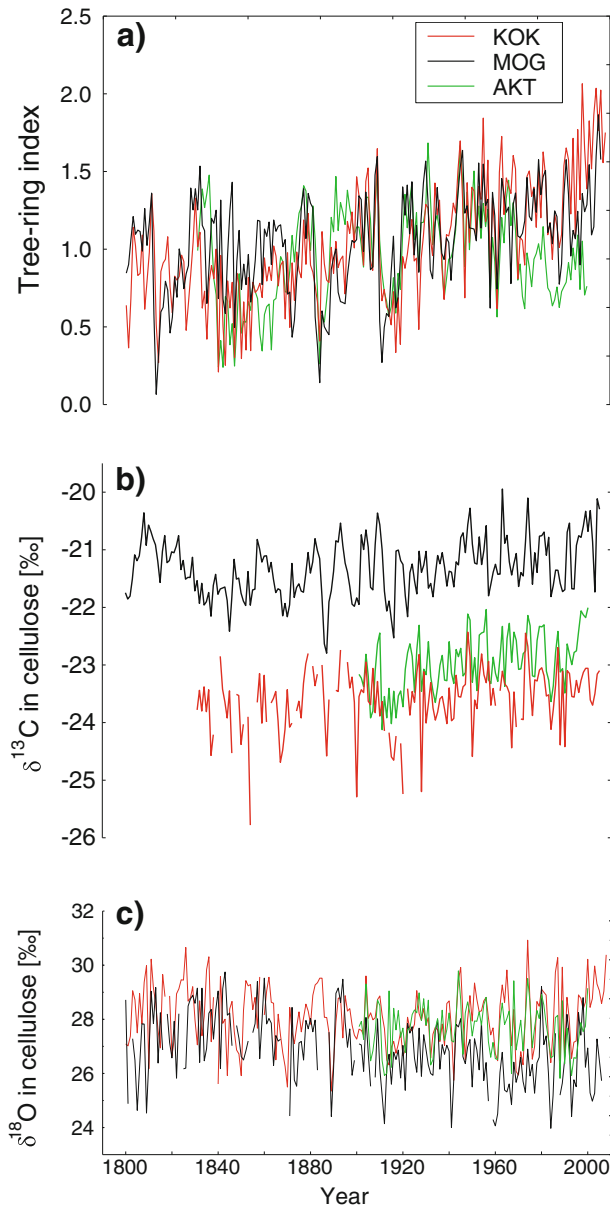 a)
KOK
MOG
AKT
Tree-ring index
2.5
2.0
1.5
1.0
0.5
0.0
b)
δ¹³C in cellulose [‰]
-20
-21
-22
-23
-24
-25
-26
c)
δ¹⁸O in cellulose [‰]
32
30
28
26
24
1800 1840 1880 1920 1960 2000
Year